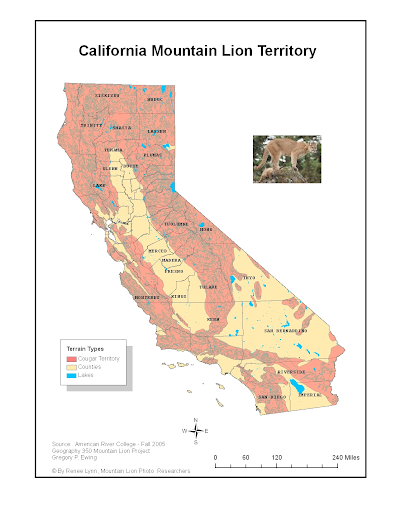 California Mountain Lion Territory
SISKIYOU
MODOC
TRINITY
SHASTA
LASSEN
TEHAMA
PLUMAS
GLENN
BUTTE
LAKE
TUOLUMNE
MONO
MERCED
MADERA
FRESNO
INYO
TULARE
MONTEREY
KINGS
KERN
SAN BERNARDINO
RIVERSIDE
SAN DIEGO
IMPERIAL
Terrain Types
Cougar Territory
Counties
Lakes
N
W E
S
0 60 120 240 Miles
Source: American River College - Fall 2005
Geography 350 Mountain Lion Project
Gregory P. Ewing
© By Renee Lynn, Mountain Lion Photo Researchers